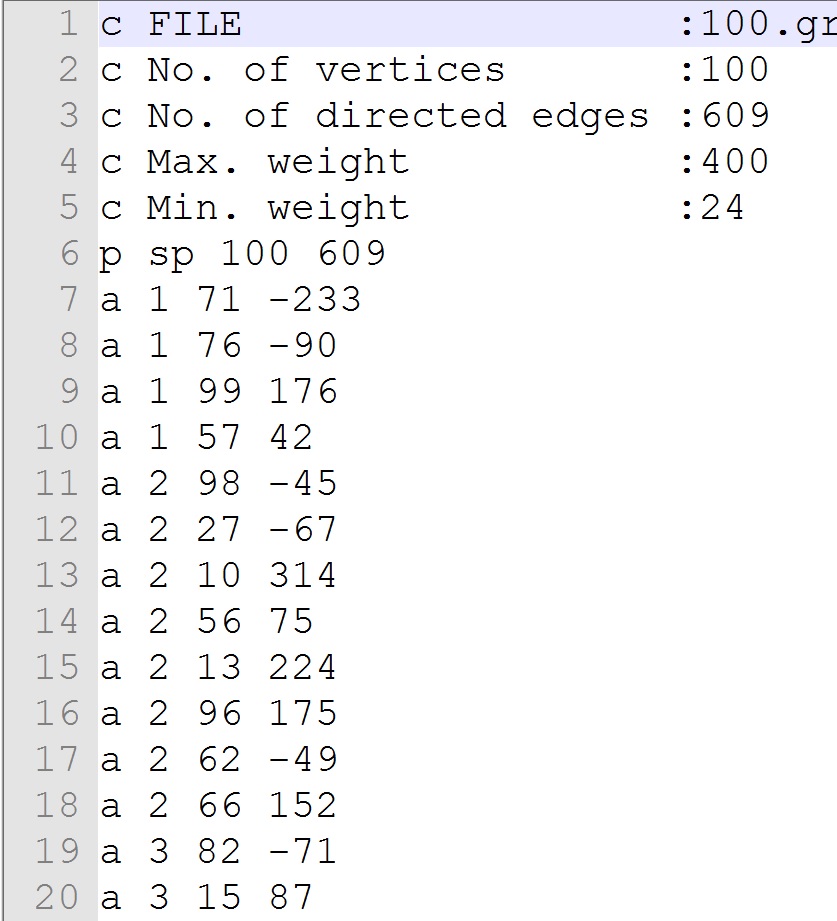 1 c FILE :100.gr
2 c No. of vertices :100
3 c No. of directed edges :609
4 c Max. weight :400
5 c Min. weight :24
6 p sp 100 609
7 a 1 71 -233
8 a 1 76 -90
9 a 1 99 176
10 a 1 57 42
11 a 2 98 -45
12 a 2 27 -67
13 a 2 10 314
14 a 2 56 75
15 a 2 13 224
16 a 2 96 175
17 a 2 62 -49
18 a 2 66 152
19 a 3 82 -71
20 a 3 15 87